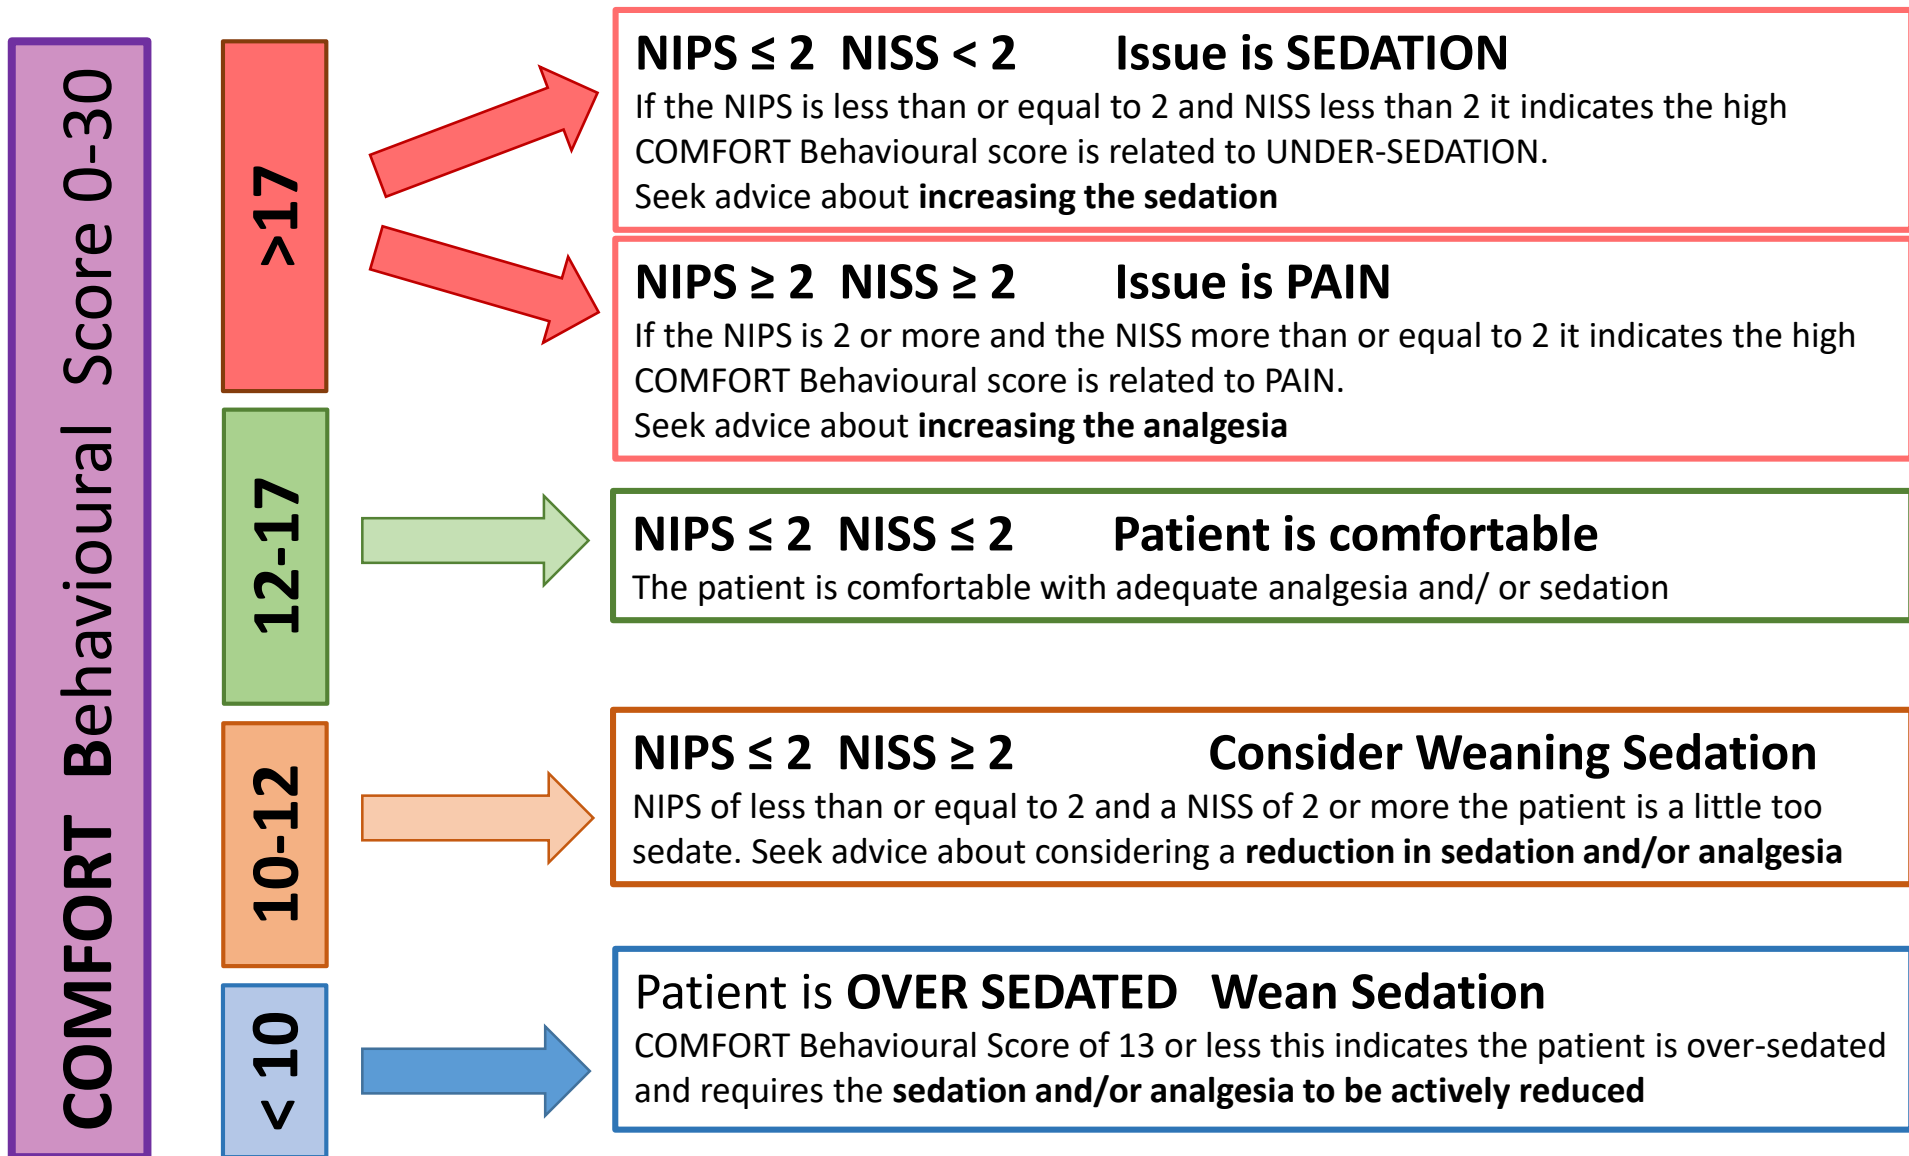 COMFORT Behavioural Score 0-30
>17
NIPS ≤ 2 NISS < 2 Issue is SEDATION
If the NIPS is less than or equal to 2 and NISS less than 2 it indicates the high
COMFORT Behavioural score is related to UNDER-SEDATION.
Seek advice about increasing the sedation
NIPS ≥ 2 NISS ≥ 2 Issue is PAIN
If the NIPS is 2 or more and the NISS more than or equal to 2 it indicates the high
COMFORT Behavioural score is related to PAIN.
Seek advice about increasing the analgesia
12-17
NIPS ≤ 2 NISS ≤ 2 Patient is comfortable
The patient is comfortable with adequate analgesia and/ or sedation
10-12
NIPS ≤ 2 NISS ≥ 2 Consider Weaning Sedation
NIPS of less than or equal to 2 and a NISS of 2 or more the patient is a little too
sedate. Seek advice about considering a reduction in sedation and/or analgesia
< 10
Patient is OVER SEDATED Wean Sedation
COMFORT Behavioural Score of 13 or less this indicates the patient is over-sedated
and requires the sedation and/or analgesia to be actively reduced